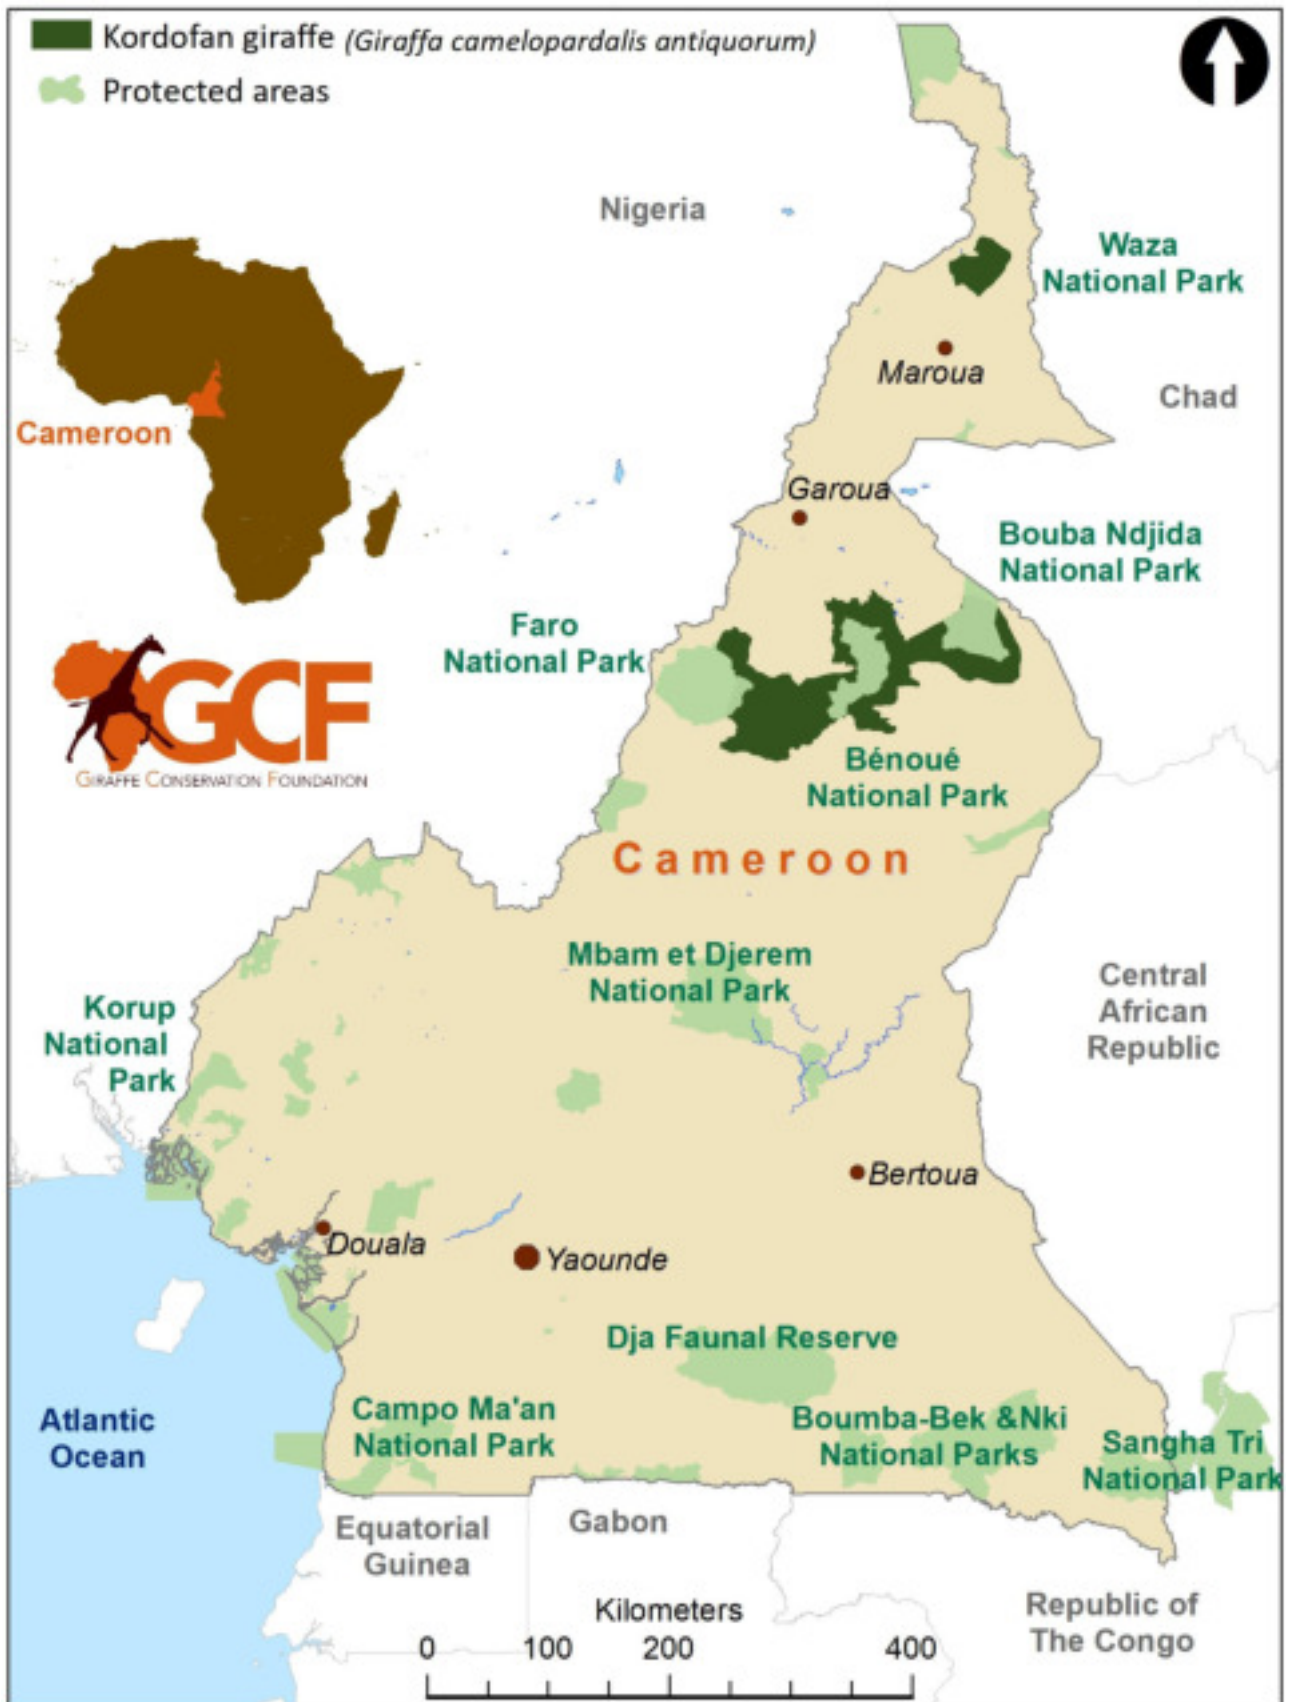 Kordofan giraffe (Giraffa camelopardalis antiquorum)
Protected areas
Nigeria
Waza
National Park
Maroua
Chad
Cameroon
Garoua
Bouba Ndjida
National Park
Faro
National Park
GCF
GIRAFFE CONSERVATION FOUNDATION
Bénoué
National Park
Cameroon
Mbam et Djerem
National Park
Central
African
Republic
Korup
National
Park
Bertoua
Douala
Yaounde
Dja Faunal Reserve
Campo Ma'an
National Park
Boumba-Bek &Nki
National Parks
Sangha Tri
National Park
Atlantic
Ocean
Equatorial
Guinea
Gabon
Republic of
The Congo
Kilometers
0 100 200 400